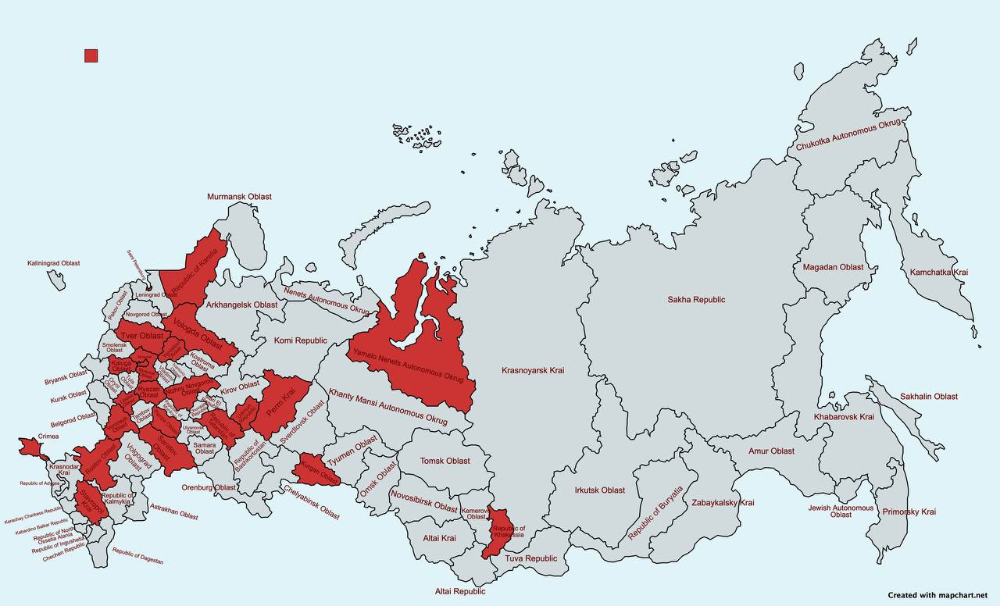 Chukotka Autonomous Okrug
Murmansk Oblast
Kaliningrad Oblast
Saint Petersburg
Republic of Karelia
Magadan Oblast
Kamchatka Krai
Leningrad Oblast
Nenets Autonomous Okrug
Sakha Republic
Pskov Oblast
Arkhangelsk Oblast
Novgorod Oblast
Vologda Oblast
Tver Oblast
Komi Republic
Smolensk
Oblast
Kostroma
Oblast
Yamalo Nenets Autonomous Okrug
Krasnoyarsk Krai
Kaluga
Oblast
Bryansk Oblast
Nizhny Novgorod
Oblast
Kirov Oblast
Ryazan
Oblast
Kursk Oblast
Perm Krai
Khanty Mansi Autonomous Okrug
Sakhalin Oblast
Belgorod Oblast
Tambov
Oblast
Udmurt
Republic
Sverdlovsk Oblast
Khabarovsk Krai
Republic of
Tatarstan
Ulyanovsk
Oblast
Crimea
Samara
Oblast
Saratov
Oblast
Volgograd
Oblast
Republic of
Bashkortostan
Tyumen Oblast
Amur Oblast
Rostov Oblast
Krasnodar
Krai
Kurgan Oblast
Tomsk Oblast
Omsk Oblast
Republic of Adygea
Orenburg Oblast
Irkutsk Oblast
Stavropol
Krai
Republic of
Kalmykia
Chelyabinsk Oblast
Novosibirsk Oblast
Zabaykalsky Krai
Republic of Buryatia
Astrakhan Oblast
Kemerovo
Oblast
Jewish Autonomous
Oblast
Primorsky Krai
Karachay Cherkess Republic
Kabardino Balkar Republic
Republic of North
Ossetia Alania
Republic of Ingushetia
Chechen Republic
Republic of
Khakassia
Altai Krai
Republic of Dagestan
Tuva Republic
Altai Republic
Created with mapchart.net